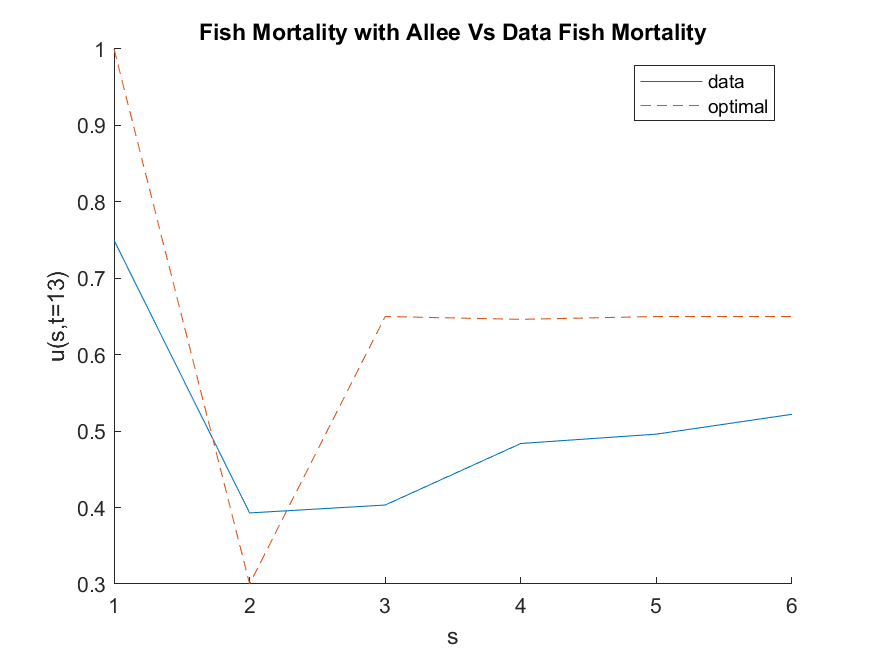 Fish Mortality with Allee Vs Data Fish Mortality
data
optimal
u(s,t=13)
1
0.9
0.8
0.7
0.6
0.5
0.4
0.3
1 2 3 4 5 6
s